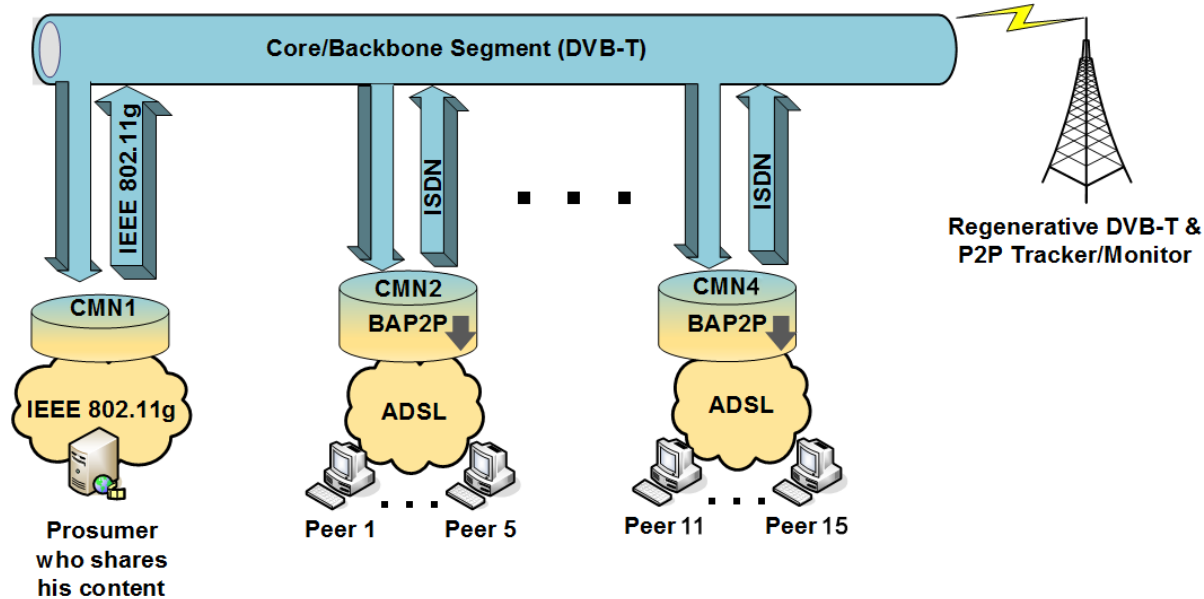 Core/Backbone Segment (DVB-T)
IEEE 802.11g
ISDN
ISDN
Regenerative DVB-T &
P2P Tracker/Monitor
CMN1
CMN2
BAP2P
CMN4
BAP2P
IEEE 802.11g
ADSL
ADSL
Peer 1
Peer 5
Peer 11
Peer 15
Prosumer
who shares
his content